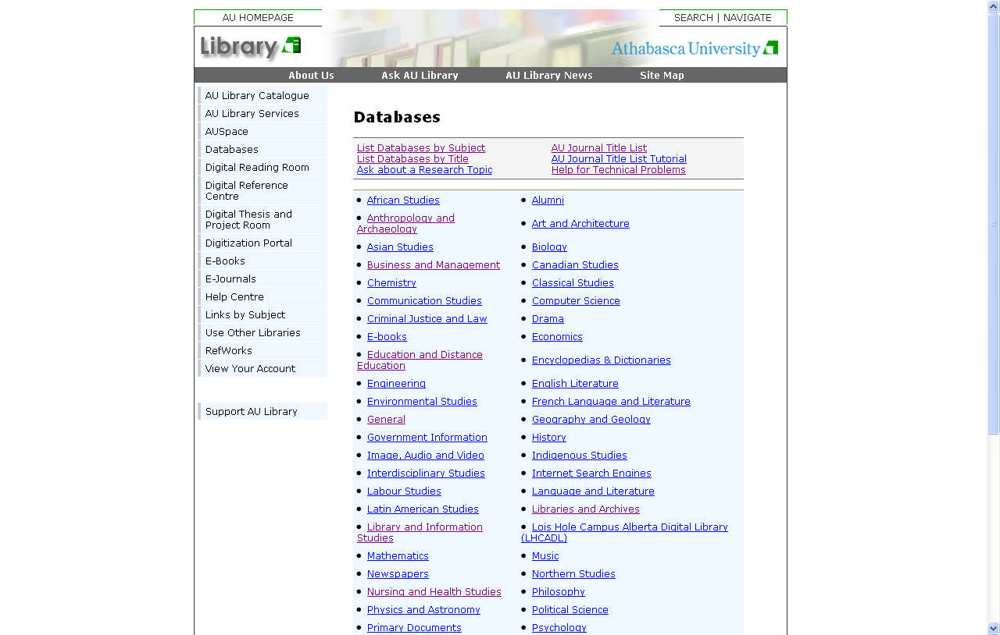 AU HOMEPAGE
SEARCH | NAVIGATE
Library
Athabasca University
About Us Ask AU Library AU Library News Site Map
AU Library Catalogue
AU Library Services
AUSpace
Databases
Digital Reading Room
Digital Reference
Centre
Digital Thesis and
Project Room
Digitization Portal
E-Books
E-Journals
Help Centre
Links by Subject
Use Other Libraries
RefWorks
View Your Account
Support AU Library
Databases
List Databases by Subject AU Journal Title List
List Databases by Title AU Journal Title List Tutorial
Ask about a Research Topic Help for Technical Problems
• African Studies • Alumni
• Anthropology and
Archaeology • Art and Architecture
• Asian Studies • Biology
• Business and Management • Canadian Studies
• Chemistry • Classical Studies
• Communication Studies • Computer Science
• Criminal Justice and Law • Drama
• E-books • Economics
• Education and Distance
Education • Encyclopedias & Dictionaries
• Engineering • English Literature
• Environmental Studies • French Language and Literature
• General • Geography and Geology
• Government Information • History
• Image, Audio and Video • Indigenous Studies
• Interdisciplinary Studies • Internet Search Engines
• Labour Studies • Language and Literature
• Latin American Studies • Libraries and Archives
• Library and Information
Studies
• Lois Hole Campus Alberta Digital Library
(LHCADL)
• Mathematics • Music
• Newspapers • Northern Studies
• Nursing and Health Studies • Philosophy
• Physics and Astronomy • Political Science
• Primary Documents • Psychology